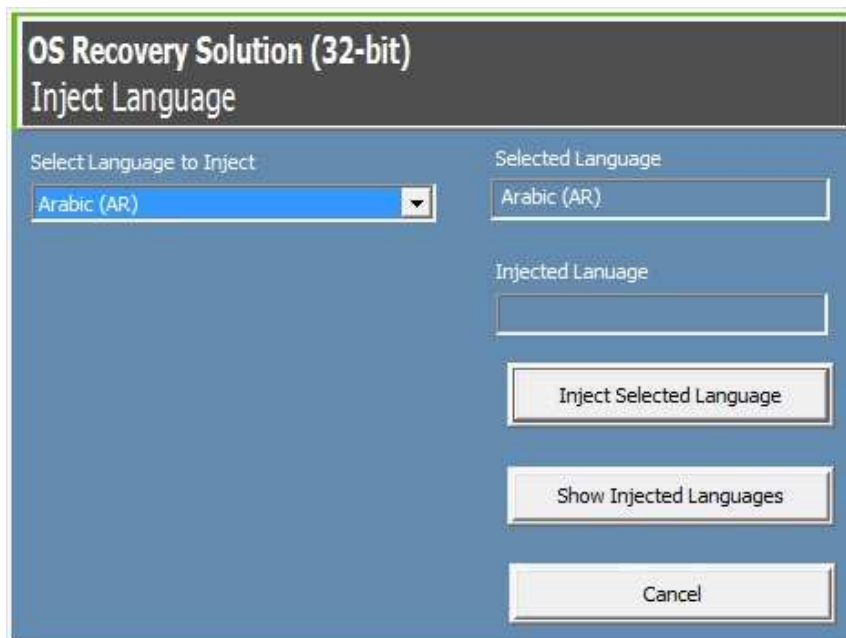 OS Recovery Solution (32-bit)
Inject Language
Select Language to Inject
Arabic (AR)
Selected Language
Arabic (AR)
Injected Lanuage
Inject Selected Language
Show Injected Languages
Cancel